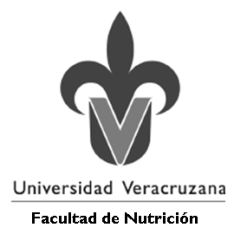 Universidad Veracruzana
Facultad de Nutrición